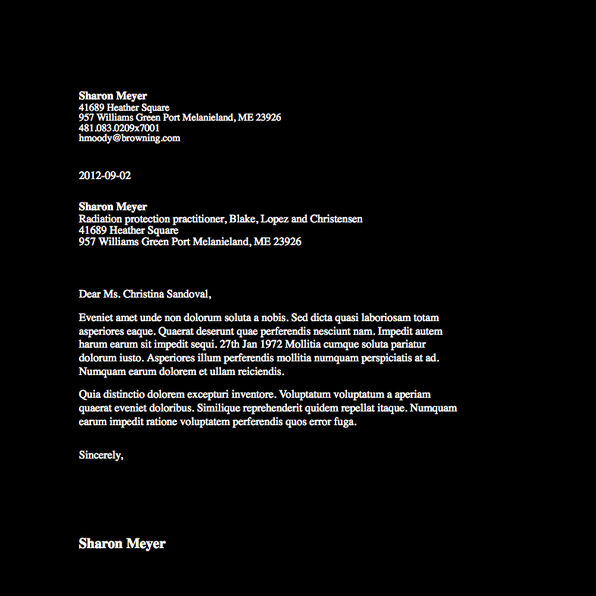 Sharon Meyer
41689 Heather Square
957 Williams Green Port Melanieland, ME 23926
481.083.0209x7001
hmoody@browning.com
2012-09-02
Sharon Meyer
Radiation protection practitioner, Blake, Lopez and Christensen
41689 Heather Square
957 Williams Green Port Melanieland, ME 23926
Dear Ms. Christina Sandoval,
Eveniet amet unde non dolorum soluta a nobis. Sed dicta quasi laboriosam totam
asperiores eaque. Quaerat deserunt quae perferendis nesciunt nam. Impedit autem
harum earum sit impedit sequi. 27th Jan 1972 Mollitia cumque soluta pariatur
dolorum iusto. Asperiores illum perferendis mollitia numquam perspiciatis at ad.
Numquam earum dolorem et ullam reiciendis.
Quia distinctio dolorem excepturi inventore. Voluptatum voluptatum a aperiam
quaerat eveniet doloribus. Similique reprehenderit quidem repellat itaque. Numquam
earum impedit ratione voluptatem perferendis quos error fuga.
Sincerely,
Sharon Meyer